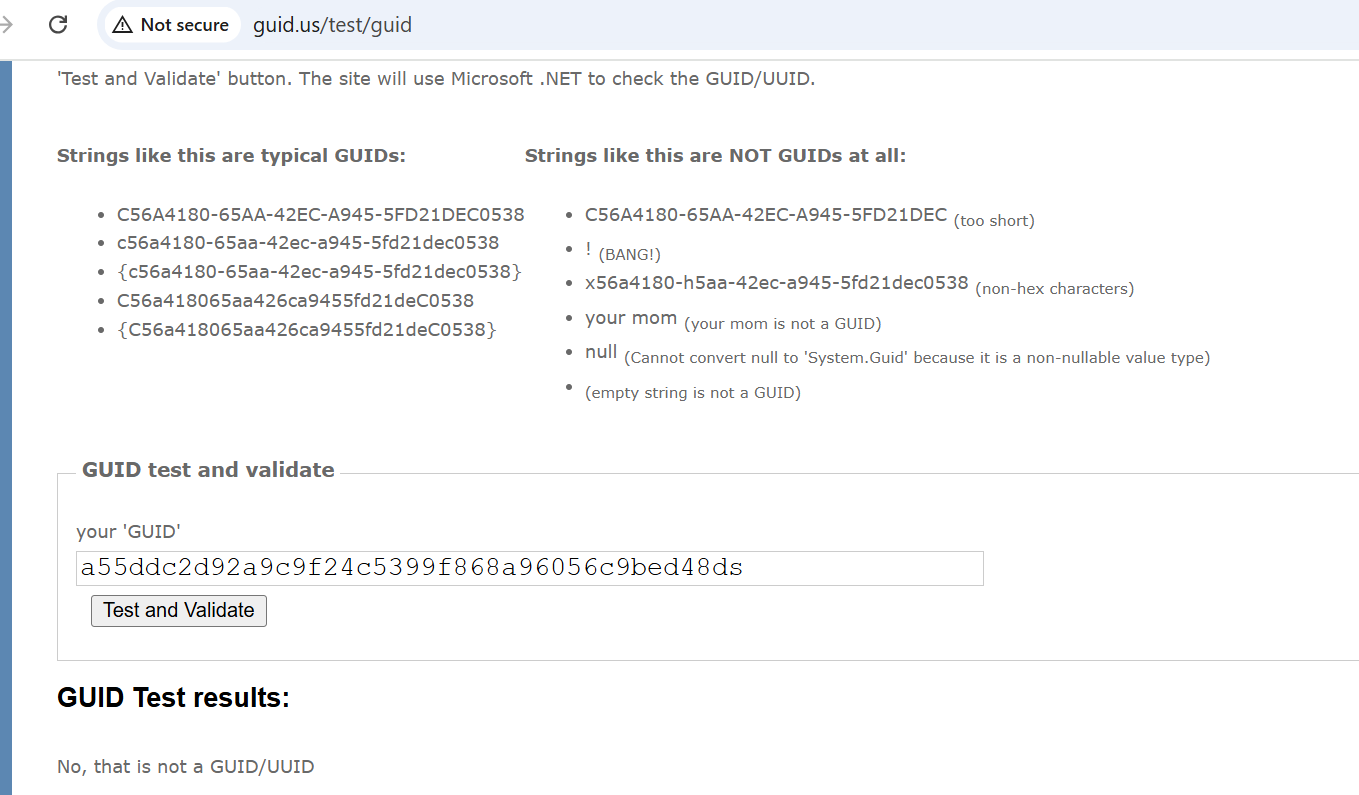 Not secure guid.us/test/guid
'Test and Validate' button. The site will use Microsoft .NET to check the GUID/UUID.
Strings like this are typical GUIDs:
C56A4180-65AA-42EC-A945-5FD21DEC0538
c56a4180-65aa-42ec-a945-5fd21dec0538
{c56a4180-65aa-42ec-a945-5fd21dec0538}
C56a418065aa426ca9455fd21deC0538
{C56a418065aa426ca9455fd21deC0538}
Strings like this are NOT GUIDs at all:
C56A4180-65AA-42EC-A945-5FD21DEC (too short)
! (BANG!)
x56a4180-h5aa-42ec-a945-5fd21dec0538 (non-hex characters)
your mom (your mom is not a GUID)
null (Cannot convert null to 'System.Guid' because it is a non-nullable value type)
(empty string is not a GUID)
GUID test and validate
your 'GUID'
a55ddc2d92a9c9f24c5399f868a96056c9bed48ds
Test and Validate
GUID Test results:
No, that is not a GUID/UUID